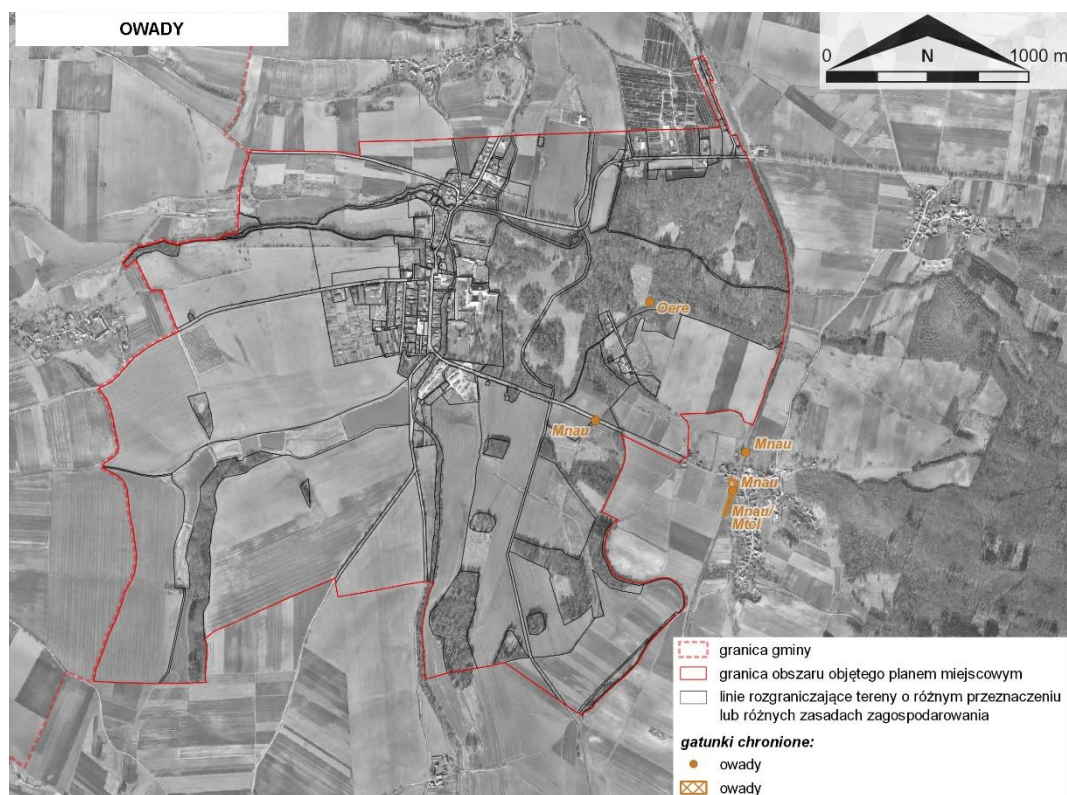 OWADY
0 N 1000 m
Oere
Mnau
Mnau
Mnau
Mnau/
Mtel
granica gminy
granica obszaru objętego planem miejscowym
linie rozgraniczające tereny o różnym przeznaczeniu
lub różnych zasadach zagospodarowania
gatunki chronione:
owady
owady